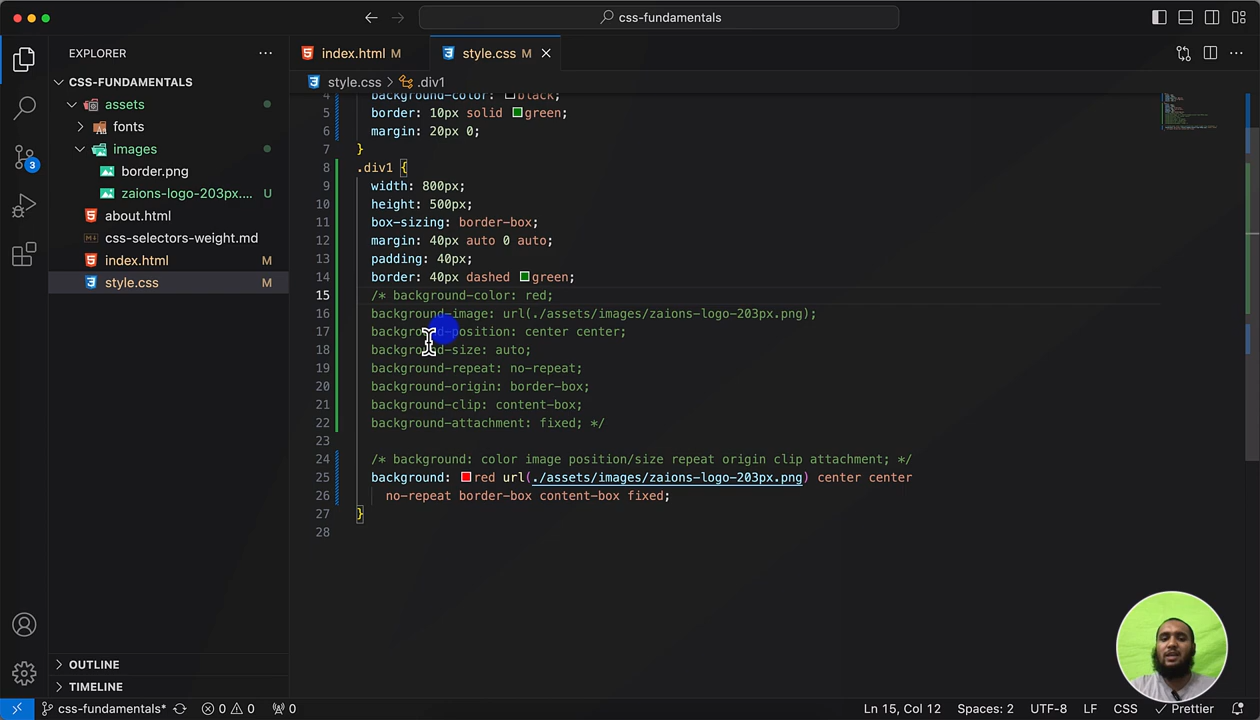 css-fundamentals
EXPLORER
CSS-FUNDAMENTALS
assets
fonts
images
border.png
zaions-logo-203px.... U
about.html
css-selectors-weight.md
index.html M
style.css M
OUTLINE
TIMELINE
index.html M
style.css M
style.css > .div1
4 background-color: black;
5 border: 10px solid green;
6 margin: 20px 0;
7 }
8 .div1 {
9 width: 800px;
10 height: 500px;
11 box-sizing: border-box;
12 margin: 40px auto 0 auto;
13 padding: 40px;
14 border: 40px dashed green;
15 /* background-color: red;
16 background-image: url(./assets/images/zaions-logo-203px.png);
17 background-position: center center;
18 background-size: auto;
19 background-repeat: no-repeat;
20 background-origin: border-box;
21 background-clip: content-box;
22 background-attachment: fixed; */
23
24 /* background: color image position/size repeat origin clip attachment; */
25 background: red url(./assets/images/zaions-logo-203px.png) center center
26 no-repeat border-box content-box fixed;
27 }
28
3
css-fundamentals* 0 0 0 Ln 15, Col 12 Spaces: 2 UTF-8 LF CSS Prettier